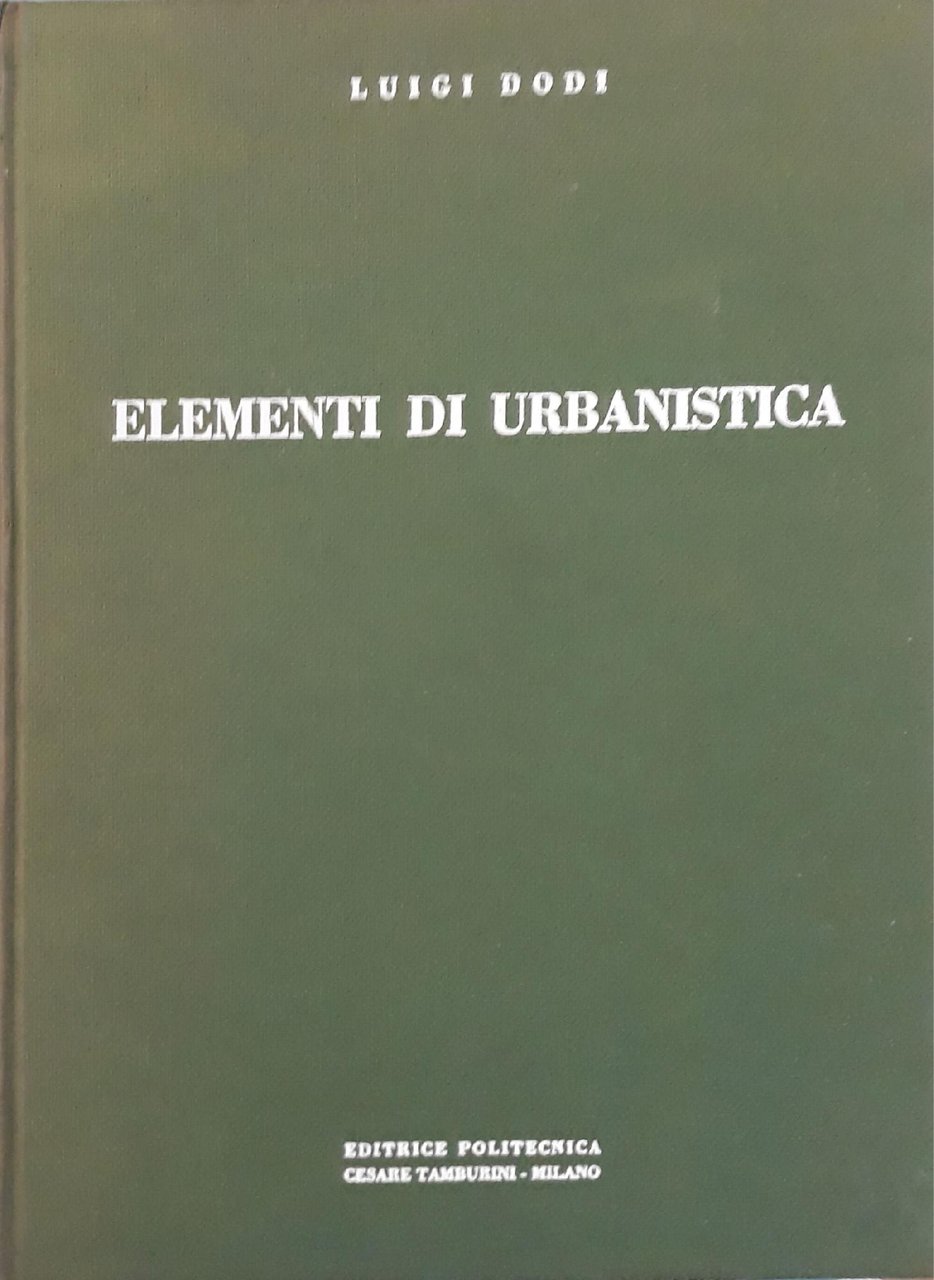 LUIGI DODI
ELEMENTI DI URBANISTICA
EDITRICE POLITECNICA
CESARE TAMBURINI - MILANO